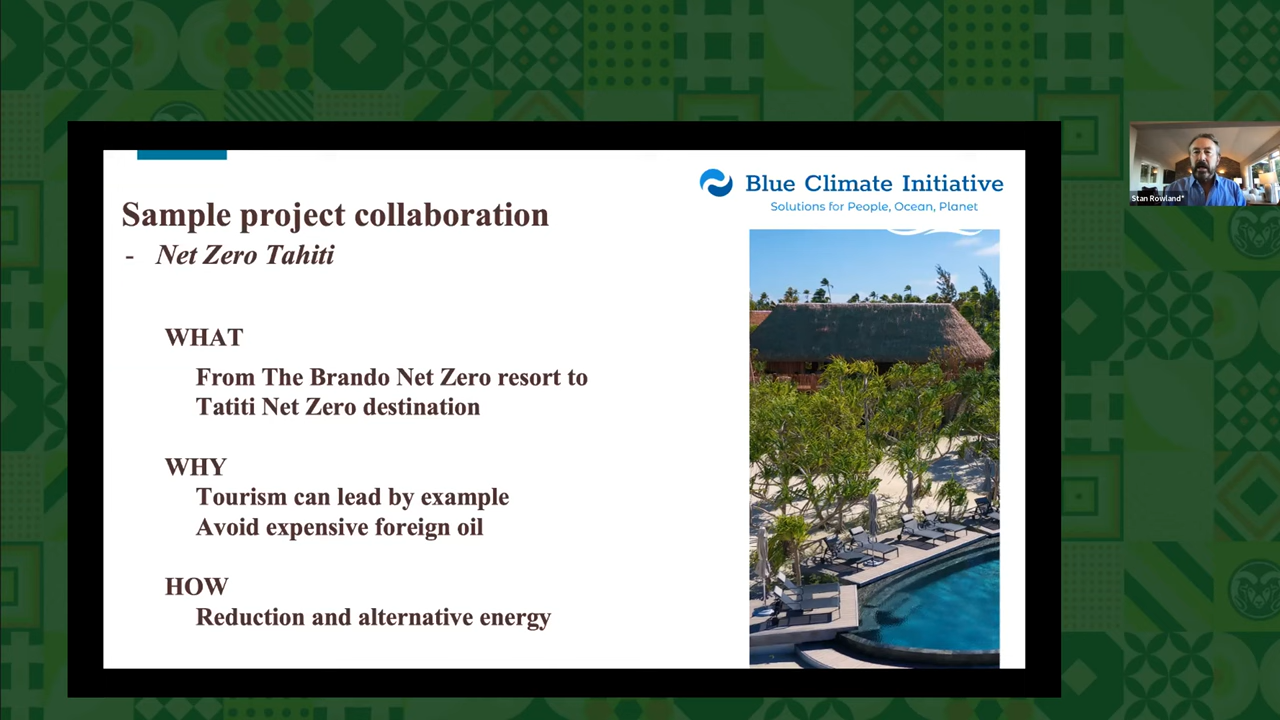 Blue Climate Initiative
Solutions for People, Ocean, Planet
Sample project collaboration
- Net Zero Tahiti
WHAT
From The Brando Net Zero resort to
Tatiti Net Zero destination
WHY
Tourism can lead by example
Avoid expensive foreign oil
HOW
Reduction and alternative energy
Stan Rowland*